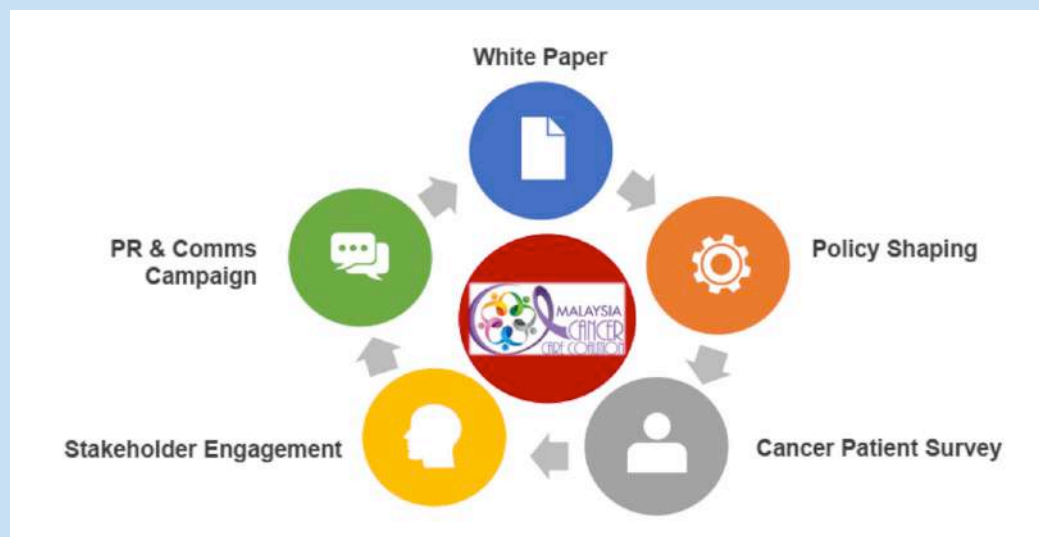 White Paper
PR & Comms
Campaign
Policy Shaping
MALAYSIA
CANCER
CARE COALITION
Stakeholder Engagement
Cancer Patient Survey